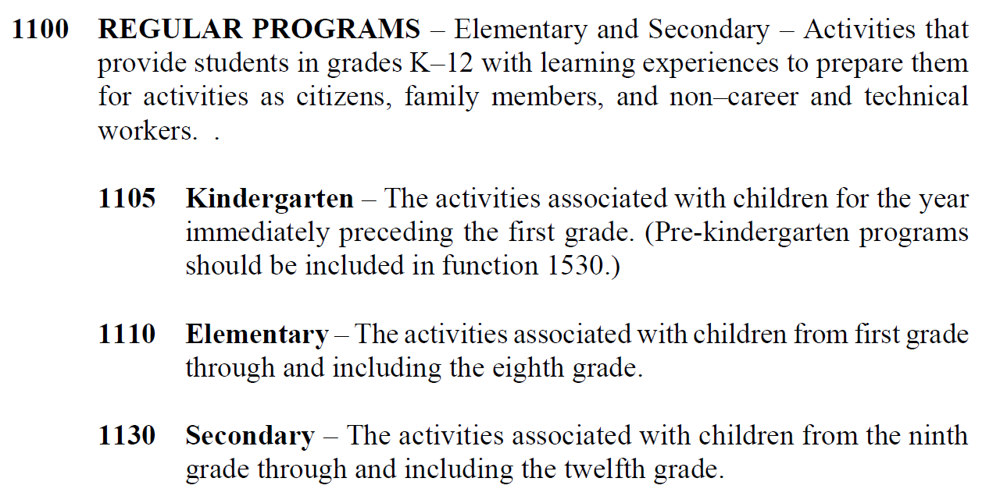 1100 REGULAR PROGRAMS – Elementary and Secondary – Activities that
provide students in grades K–12 with learning experiences to prepare them
for activities as citizens, family members, and non–career and technical
workers. .
1105 Kindergarten – The activities associated with children for the year
immediately preceding the first grade. (Pre-kindergarten programs
should be included in function 1530.)
1110 Elementary – The activities associated with children from first grade
through and including the eighth grade.
1130 Secondary – The activities associated with children from the ninth
grade through and including the twelfth grade.